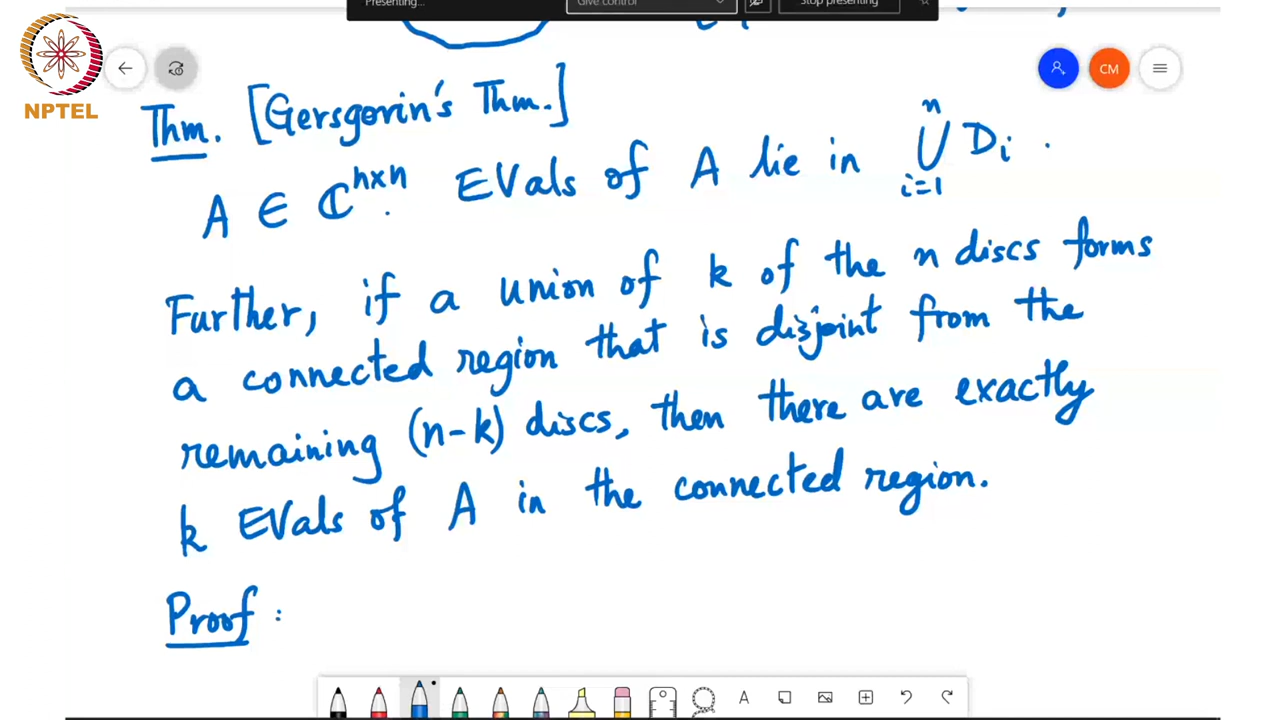 Presenting...
Give control
Stop presenting
NPTEL
CM
Thm. [Gersgorin's Thm.]
A ∈ ℂ^{n×n} EVals of A lie in ⋃_{i=1}^{n} D_i .
Further, if a union of k of the n discs forms
a connected region that is disjoint from the
remaining (n-k) discs, then there are exactly
k EVals of A in the connected region.
Proof :
A